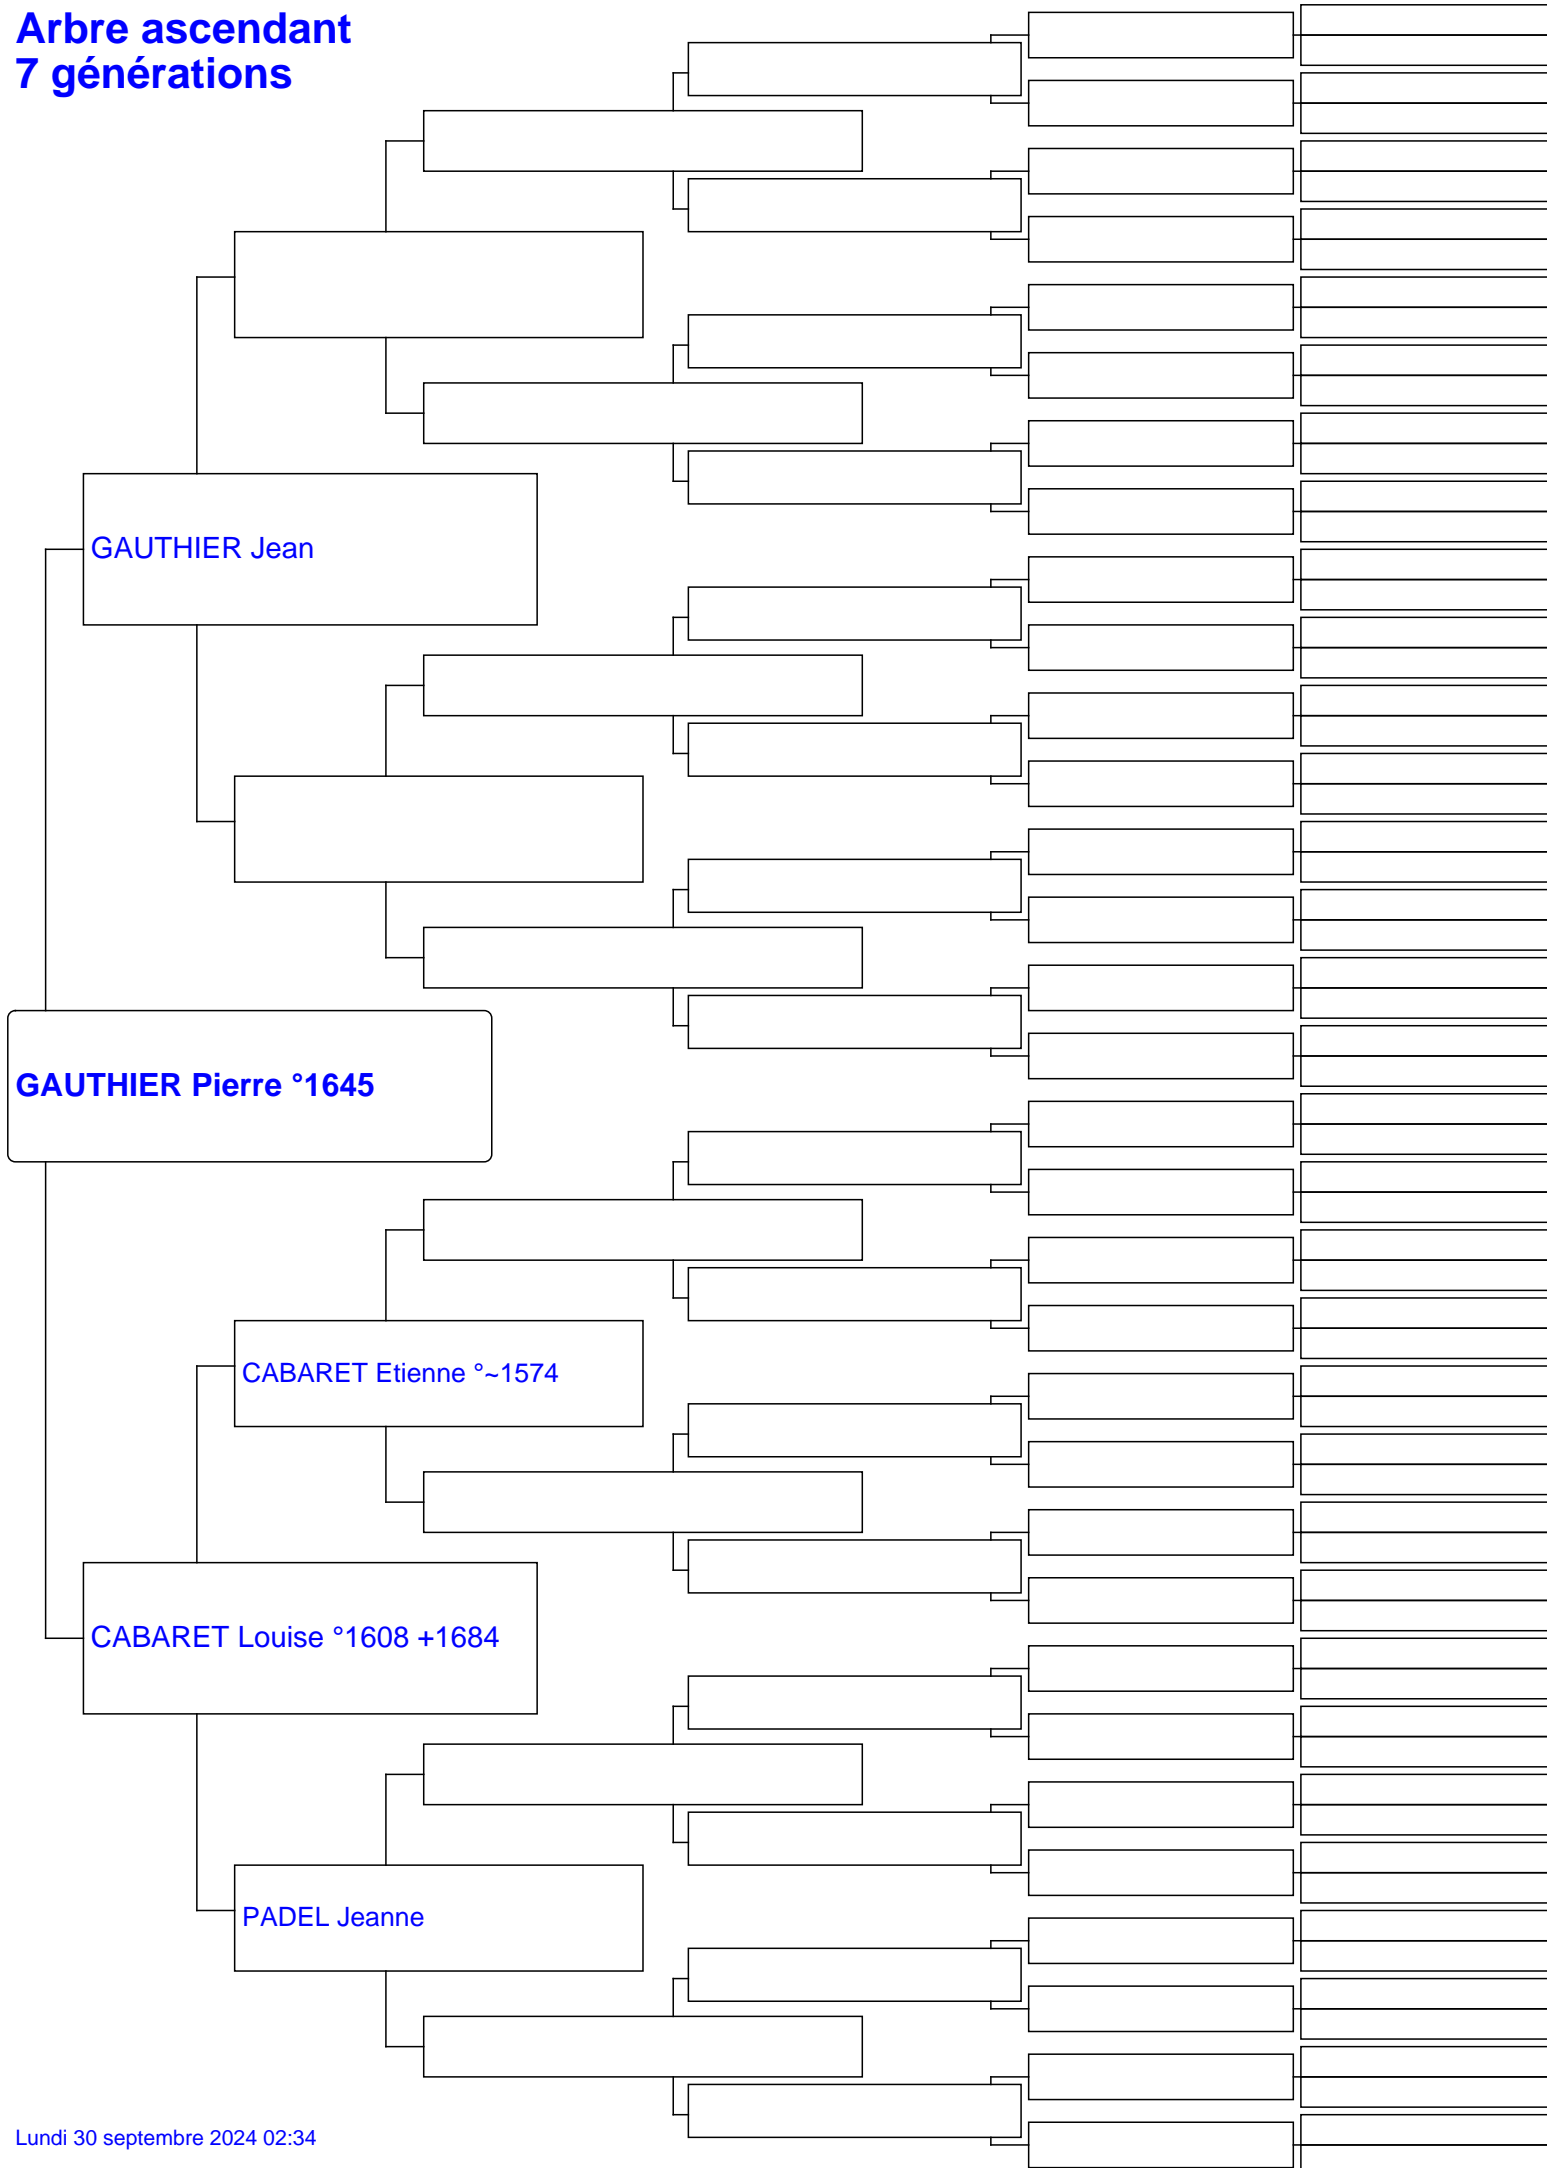 Arbre ascendant
7 générations
GAUTHIER Jean
GAUTHIER Pierre °1645
CABARET Etienne °~1574
CABARET Louise °1608 +1684
PADEL Jeanne
Lundi 30 septembre 2024 02:34